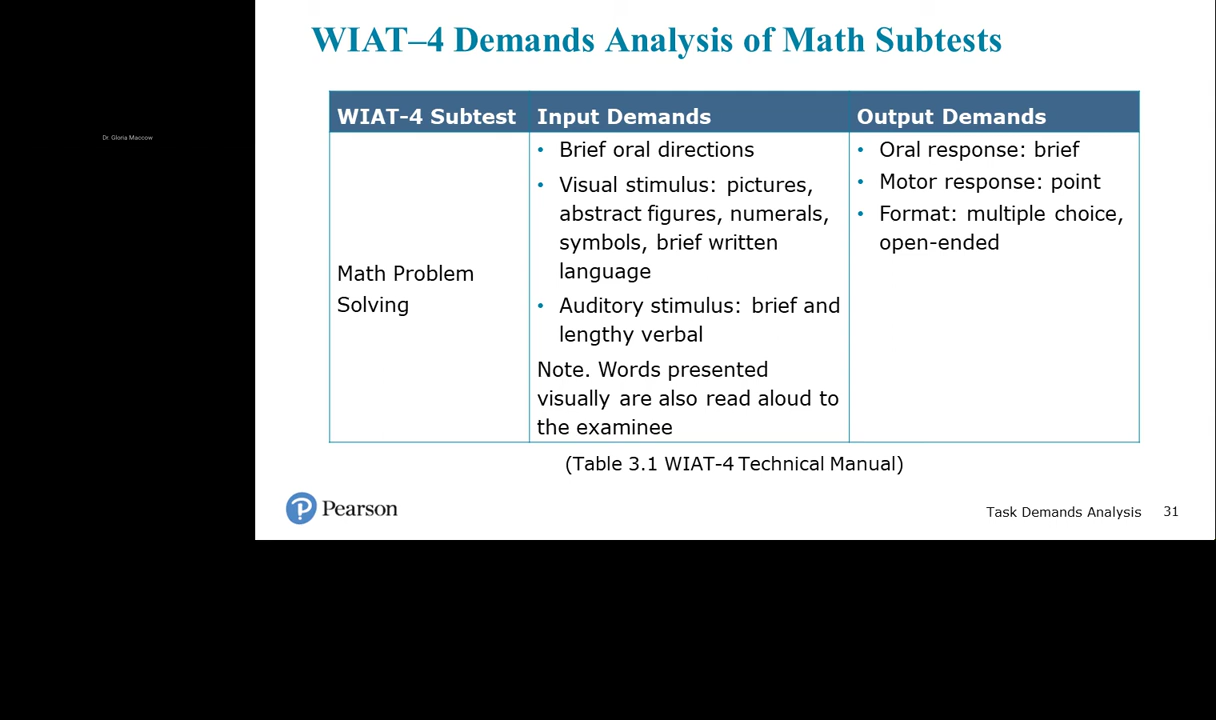 WIAT–4 Demands Analysis of Math Subtests
Dr. Gloria Maccow
WIAT-4 Subtest
Input Demands
Output Demands
Math Problem
Solving
• Brief oral directions
• Visual stimulus: pictures,
abstract figures, numerals,
symbols, brief written
language
• Auditory stimulus: brief and
lengthy verbal
Note. Words presented
visually are also read aloud to
the examinee
• Oral response: brief
• Motor response: point
• Format: multiple choice,
open-ended
(Table 3.1 WIAT-4 Technical Manual)
Pearson
Task Demands Analysis 31